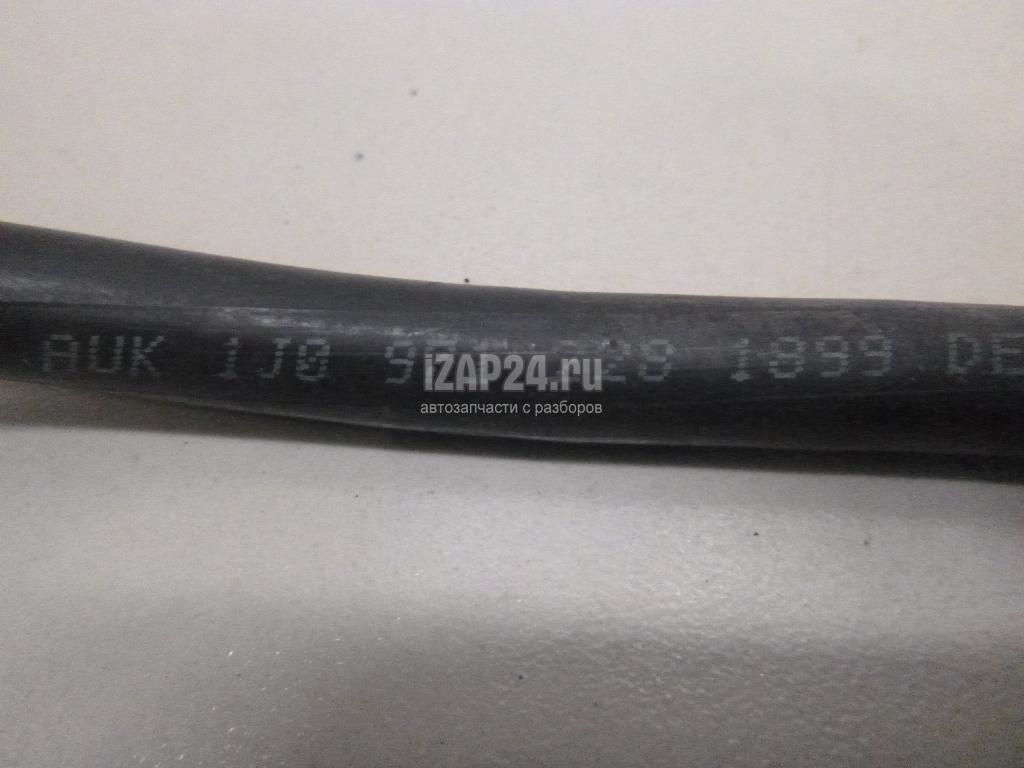 AUK 1J0 1899 DE
iZAP24.ru
автозапчасти с разборов